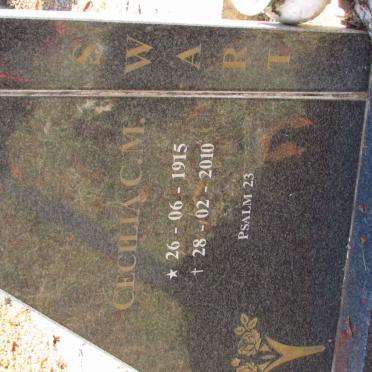 SWART
CECILIA C.M.
★ 26 - 06 - 1915
† 28 - 02 - 2010
PSALM 23